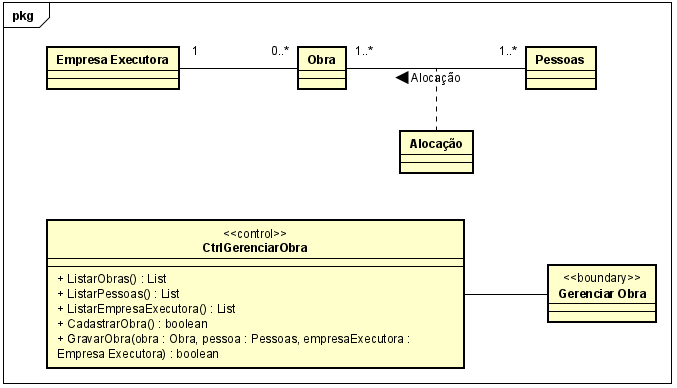 pkg
Empresa Executora
1
0..*
Obra
1..*
1..*
Pessoas
Alocação
Alocação
<<control>>
CtrlGerenciarObra
+ ListarObras() : List
+ ListarPessoas() : List
+ ListarEmpresaExecutora() : List
+ CadastrarObra() : boolean
+ GravarObra(obra : Obra, pessoa : Pessoas, empresaExecutora :
Empresa Executora) : boolean
<<boundary>>
Gerenciar Obra